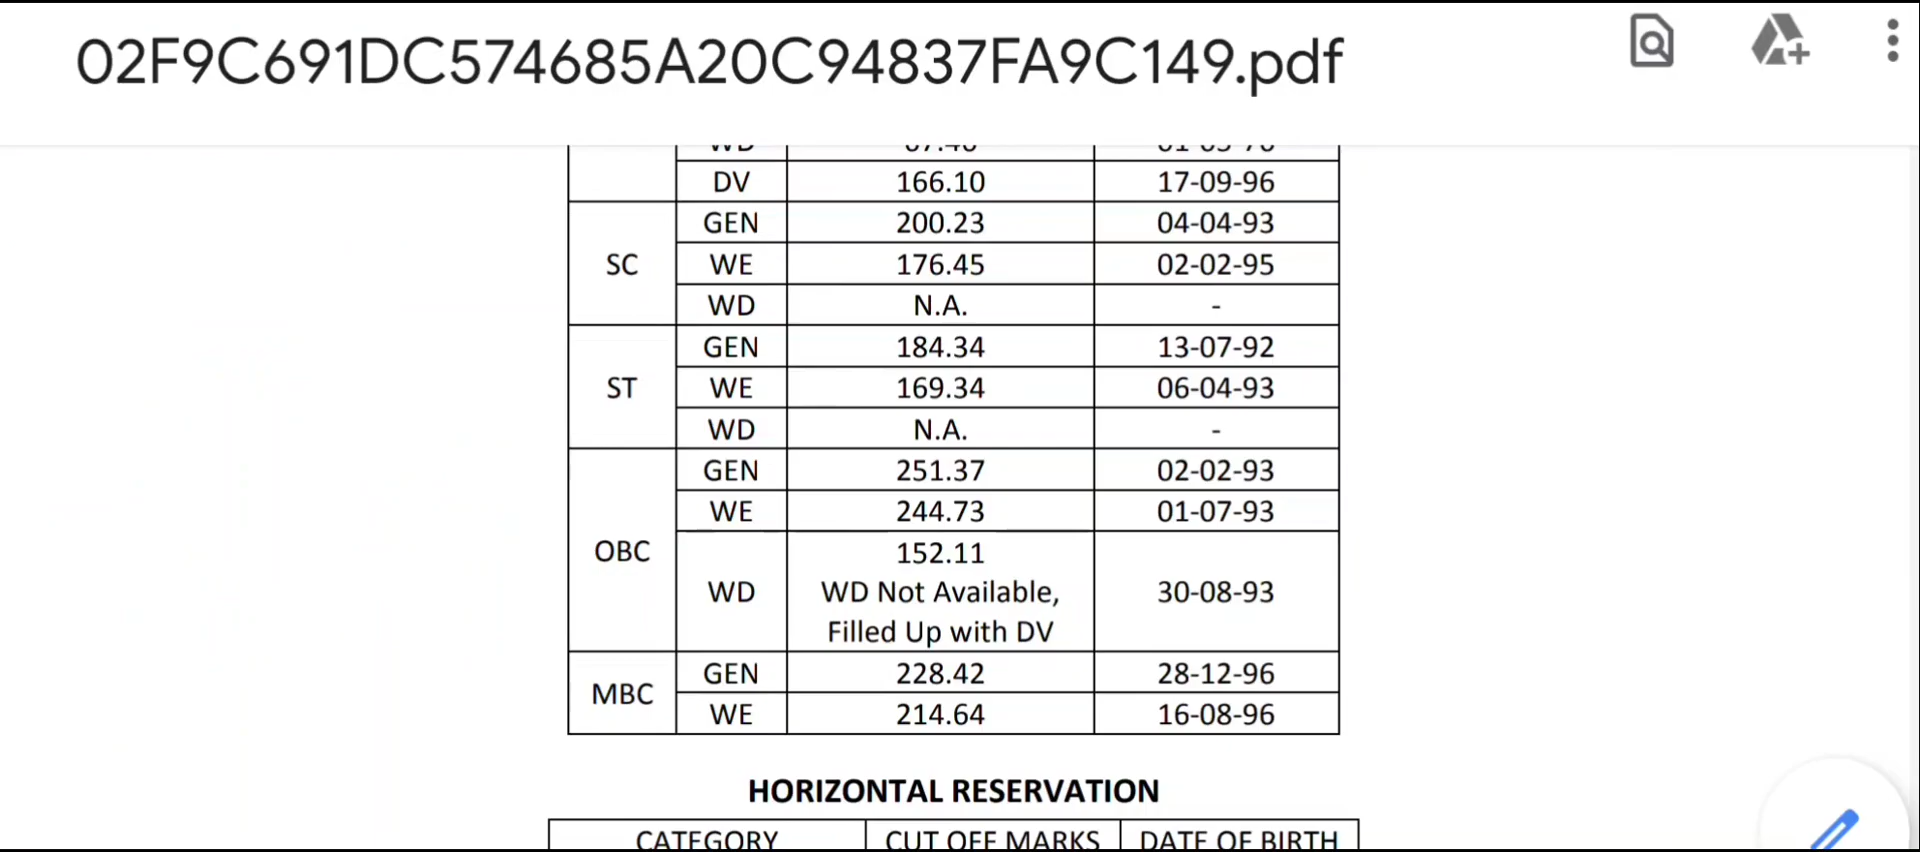 02F9C691DC574685A20C94837FA9C149.pdf
DV 166.10 17-09-96
GEN 200.23 04-04-93
SC WE 176.45 02-02-95
WD N.A. -
GEN 184.34 13-07-92
ST WE 169.34 06-04-93
WD N.A. -
GEN 251.37 02-02-93
WE 244.73 01-07-93
OBC
152.11
WD WD Not Available, 30-08-93
Filled Up with DV
GEN 228.42 28-12-96
MBC
WE 214.64 16-08-96
HORIZONTAL RESERVATION
CATEGORY CUT OFF MARKS DATE OF BIRTH